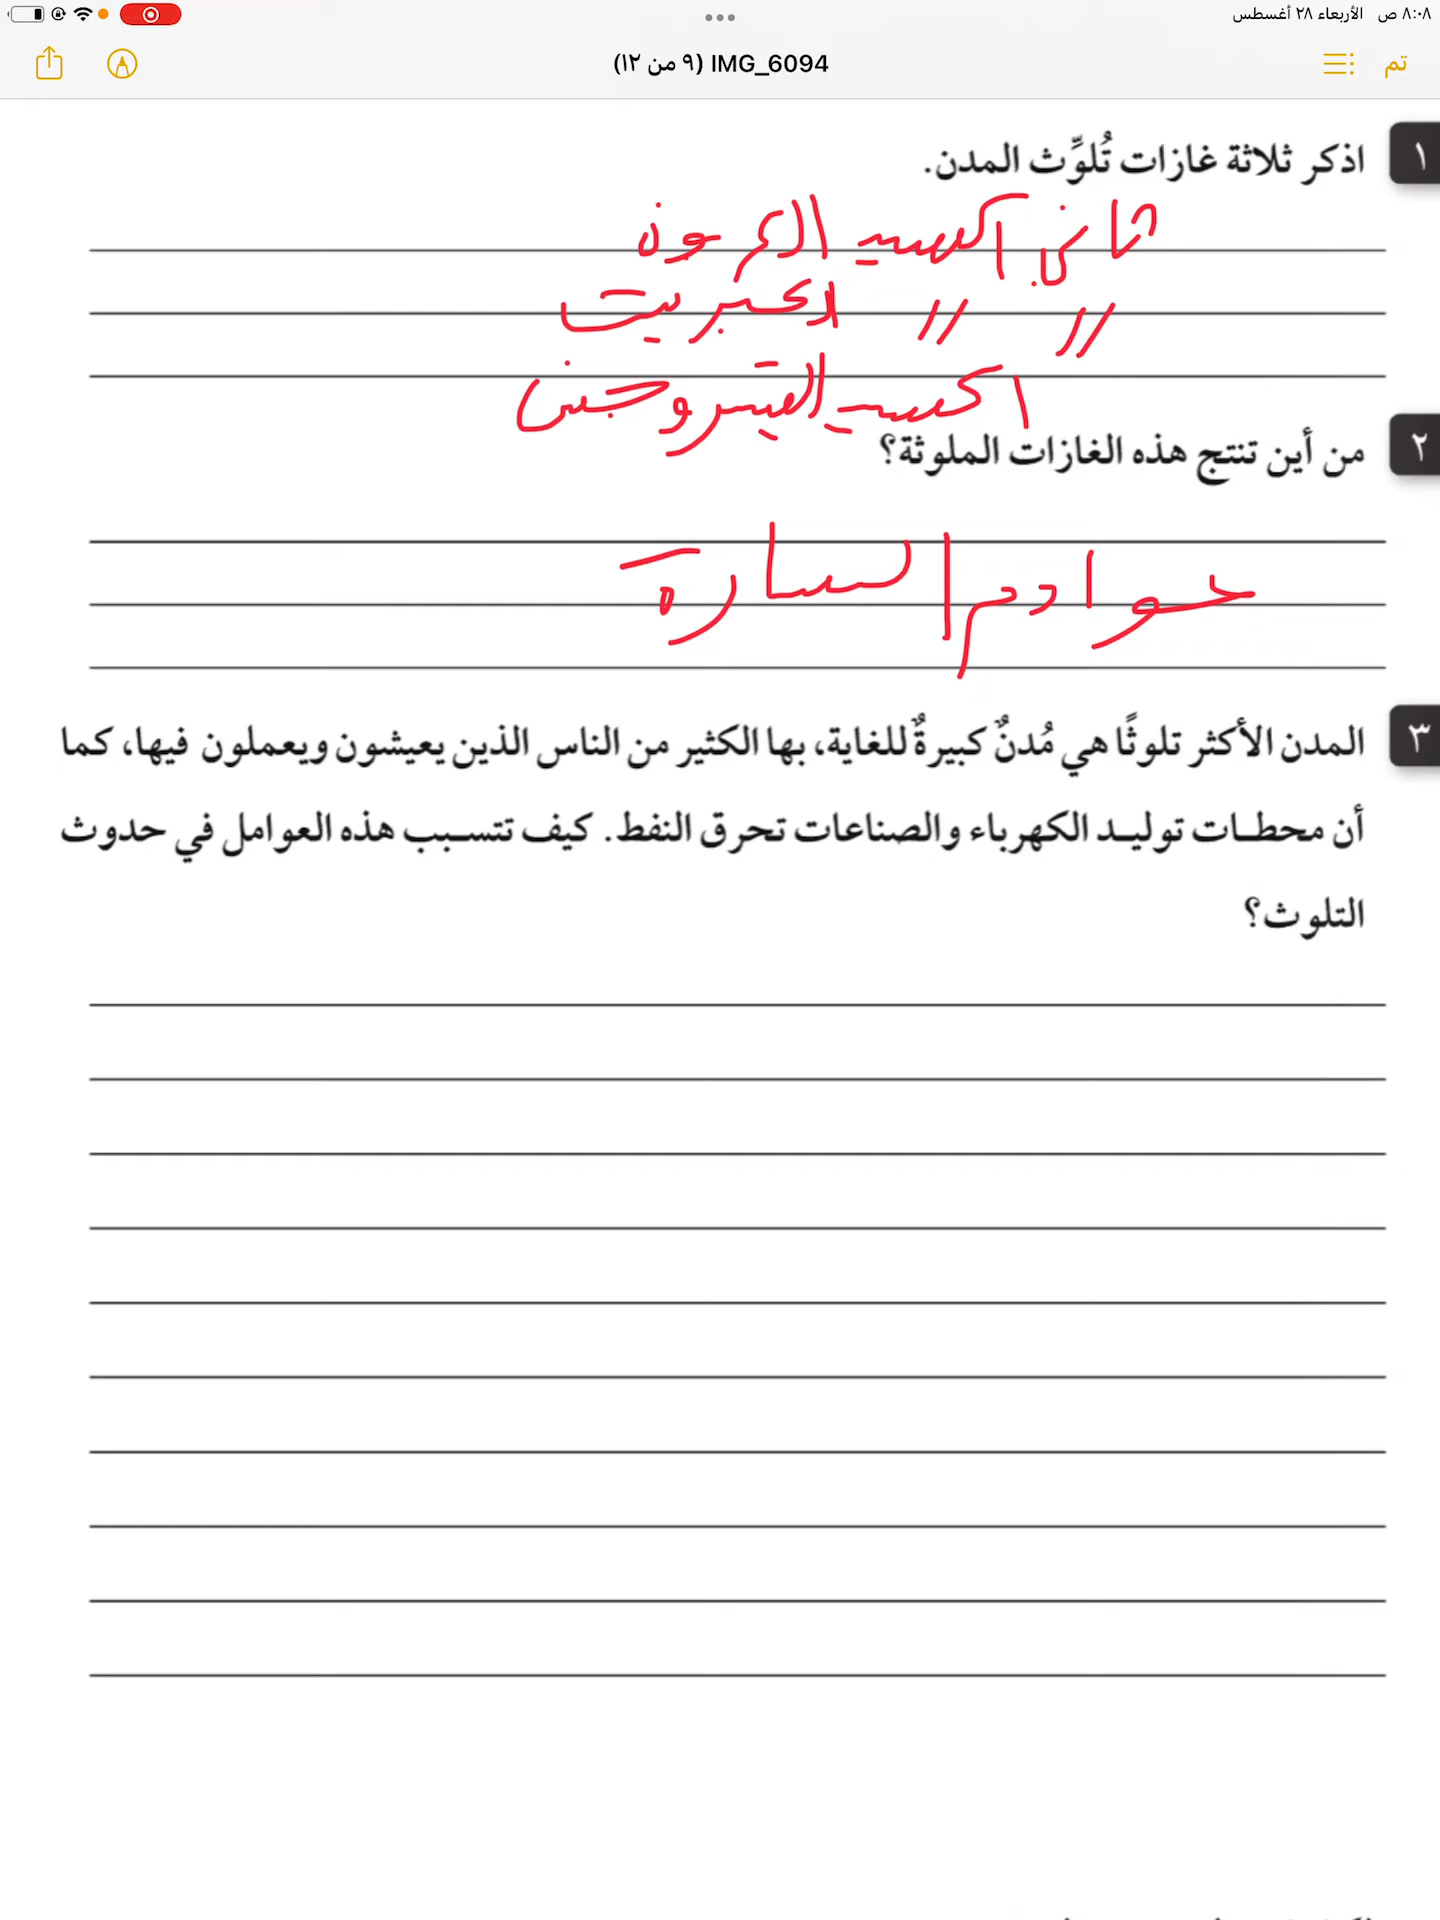 ٨:٠٨ ص الأربعاء ٢٨ أغسطس
تم
IMG_6094 (٩ من ١٢)
١ اذكر ثلاثة غازات تُلوِّث المدن.
ثاني اكسيد الكربون
// // الكبريت
اكسيد النيتروجين
٢ من أين تنتج هذه الغازات الملوثة؟
عوادم السيارة
٣ المدن الأكثر تلوثًا هي مُدنٌ كبيرةٌ للغاية، بها الكثير من الناس الذين يعيشون ويعملون فيها، كما
أن محطات توليد الكهرباء والصناعات تحرق النفط. كيف تتسبب هذه العوامل في حدوث
التلوث؟